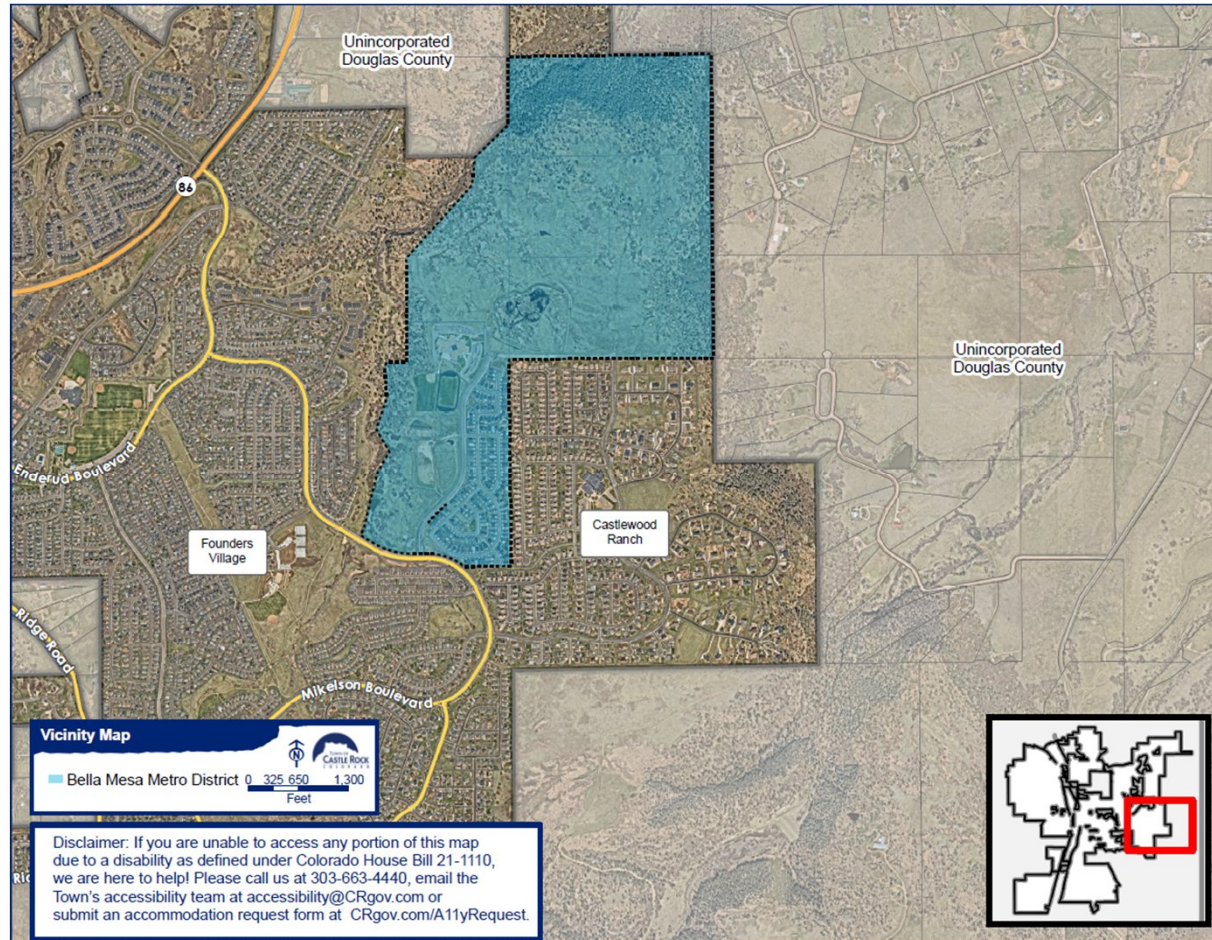 Unincorporated
Douglas County
86
Unincorporated
Douglas County
Enderud Boulevard
Founders
Village
Castlewood
Ranch
Ridge Road
Mikelson Boulevard
Vicinity Map
N
TOWN OF
CASTLE ROCK
COLORADO
Bella Mesa Metro District
0 325 650 1,300
Feet
Disclaimer: If you are unable to access any portion of this map
due to a disability as defined under Colorado House Bill 21-1110,
we are here to help! Please call us at 303-663-4440, email the
Town's accessibility team at accessibility@CRgov.com or
submit an accommodation request form at CRgov.com/A11yRequest.